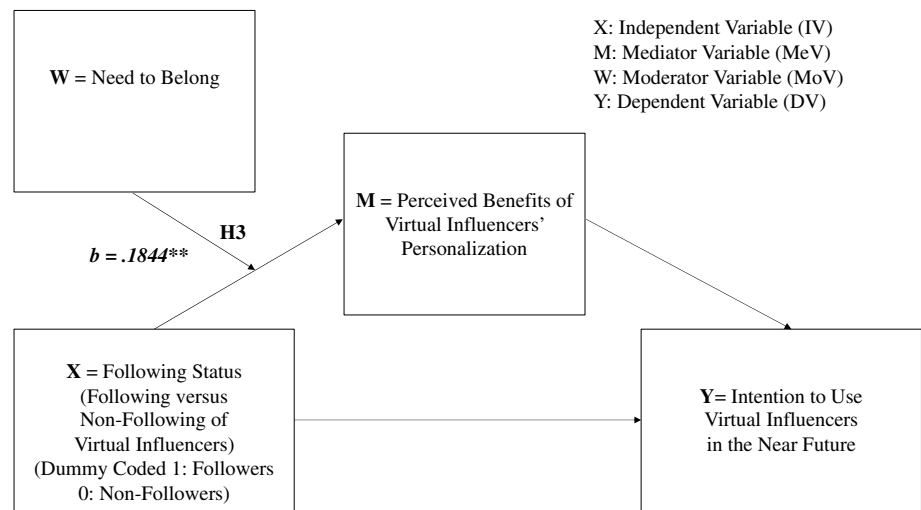 W = Need to Belong
X: Independent Variable (IV)
M: Mediator Variable (MeV)
W: Moderator Variable (MoV)
Y: Dependent Variable (DV)
M = Perceived Benefits of
Virtual Influencers’
Personalization
H3
b = .1844**
X = Following Status
(Following versus
Non-Following of
Virtual Influencers)
(Dummy Coded 1: Followers
0: Non-Followers)
Y= Intention to Use
Virtual Influencers
in the Near Future